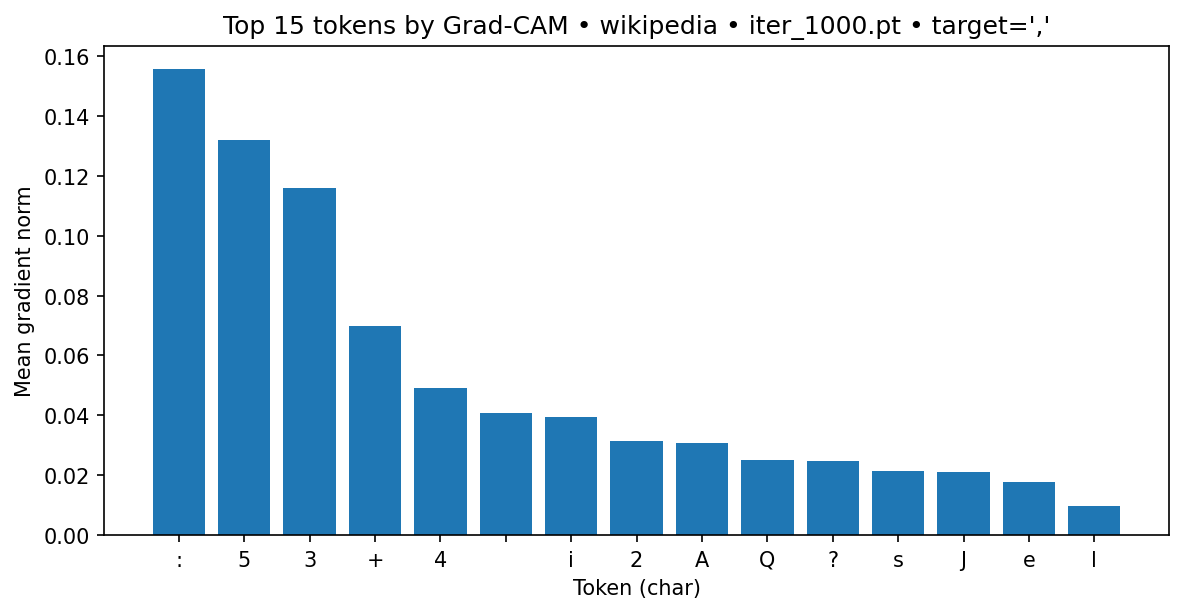 Top 15 tokens by Grad-CAM • wikipedia • iter_1000.pt • target=','
Mean gradient norm
0.16
0.14
0.12
0.10
0.08
0.06
0.04
0.02
0.00
: 5 3 + 4 i 2 A Q ? s J e l
Token (char)